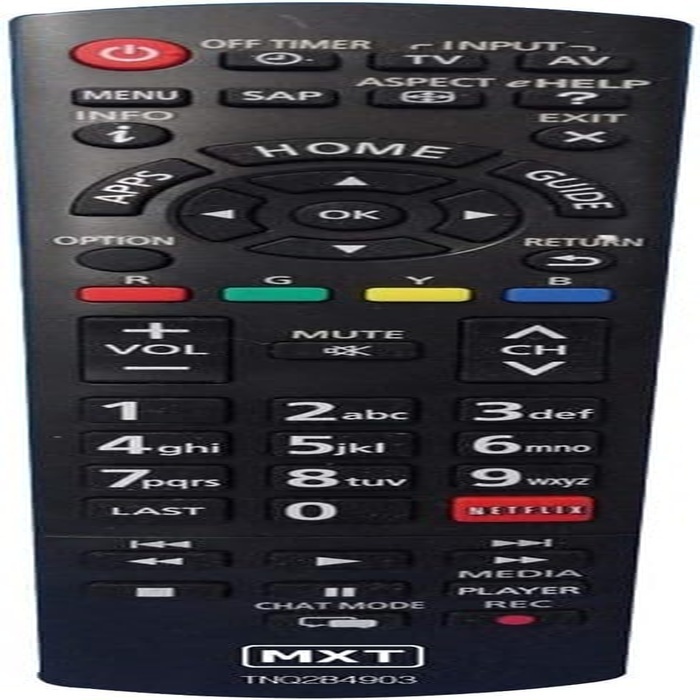 OFF TIMER INPUT
TV AV
ASPECT eHELP
MENU SAP ?
INFO EXIT
i
HOME
APPS GUIDE
OK
OPTION RETURN
R G Y B
+ MUTE
VOL CH
−
1 2abc 3def
4ghi 5jkl 6mno
7pqrs 8tuv 9wxyz
LAST 0 NETFLIX
MEDIA
PLAYER
CHAT MODE REC
MXT
TNQ2B4903